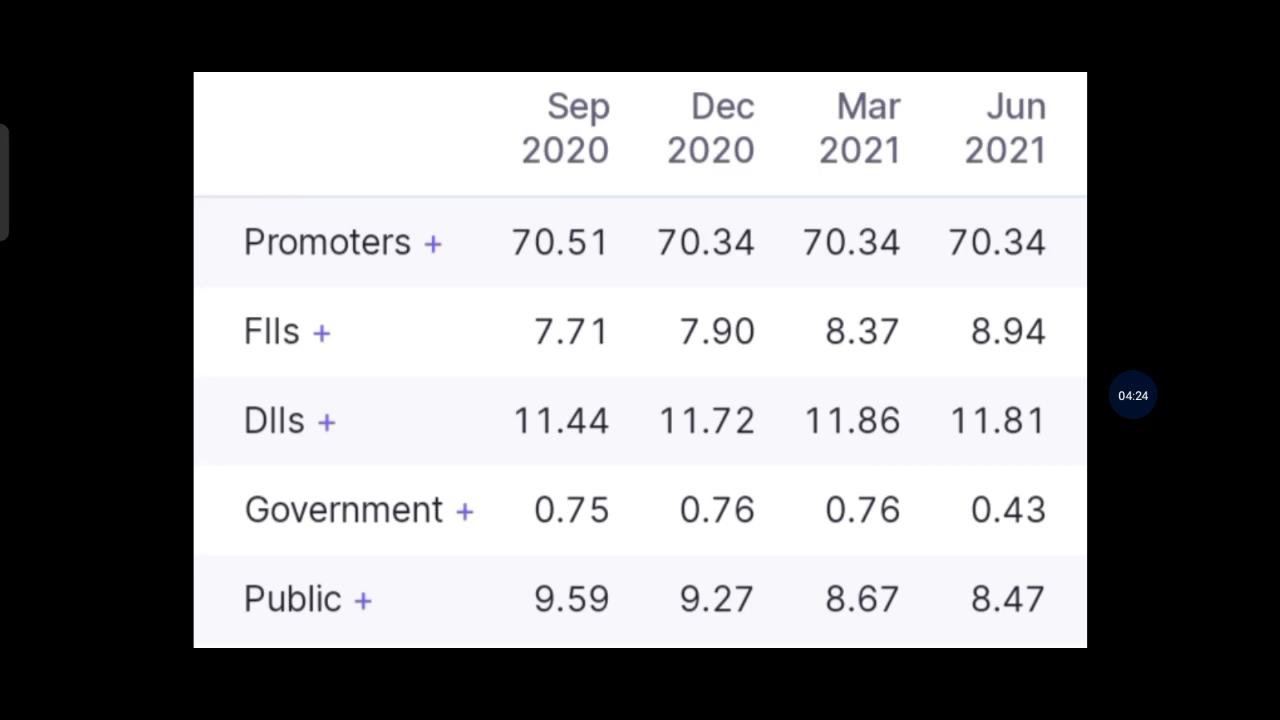 Sep Dec Mar Jun
2020 2020 2021 2021
Promoters + 70.51 70.34 70.34 70.34
FIIs + 7.71 7.90 8.37 8.94
DIIs + 11.44 11.72 11.86 11.81
Government + 0.75 0.76 0.76 0.43
Public + 9.59 9.27 8.67 8.47
04:24